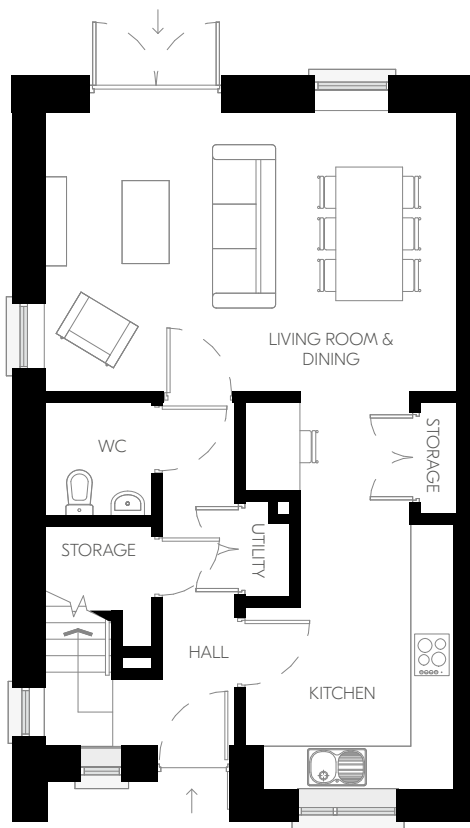 LIVING ROOM &
DINING
WC
STORAGE
STORAGE
UTILITY
HALL
KITCHEN